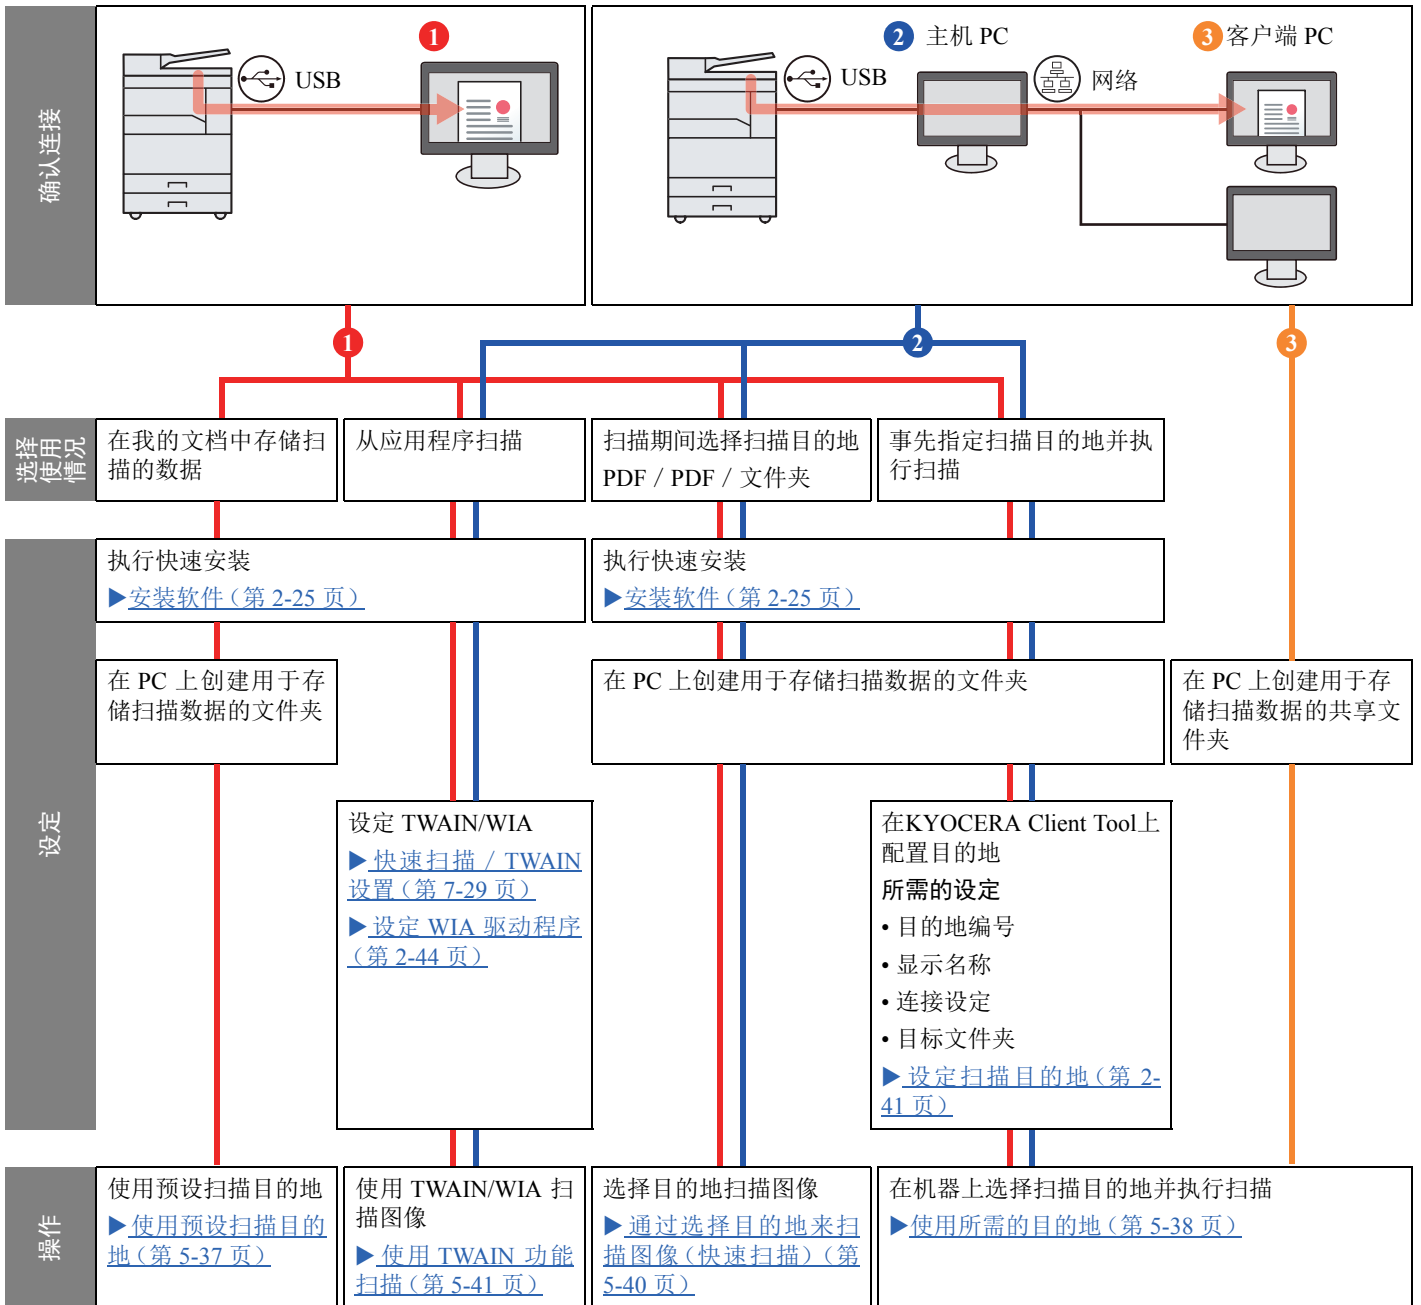 确认连接
1
USB
USB
2 主机 PC
网络
3 客户端 PC
1
2
3
选择
使用
情况
在我的文档中存储扫
描的数据
从应用程序扫描
扫描期间选择扫描目的地
PDF / PDF / 文件夹
事先指定扫描目的地并执
行扫描
设定
执行快速安装
▶安装软件(第 2-25 页)
执行快速安装
▶安装软件(第 2-25 页)
在 PC 上创建用于存
储扫描数据的文件夹
在 PC 上创建用于存储扫描数据的文件夹
在 PC 上创建用于存
储扫描数据的共享文
件夹
设定 TWAIN/WIA
▶快速扫描 / TWAIN
设置(第 7-29 页)
▶设定 WIA 驱动程序
(第 2-44 页)
在KYOCERA Client Tool上
配置目的地
所需的设定
• 目的地编号
• 显示名称
• 连接设定
• 目标文件夹
▶设定扫描目的地(第 2-
41 页)
操作
使用预设扫描目的地
▶使用预设扫描目的
地(第 5-37 页)
使用 TWAIN/WIA 扫
描图像
▶使用 TWAIN 功能
扫描(第 5-41 页)
选择目的地扫描图像
▶通过选择目的地来扫
描图像(快速扫描)(第
5-40 页)
在机器上选择扫描目的地并执行扫描
▶使用所需的目的地(第 5-38 页)